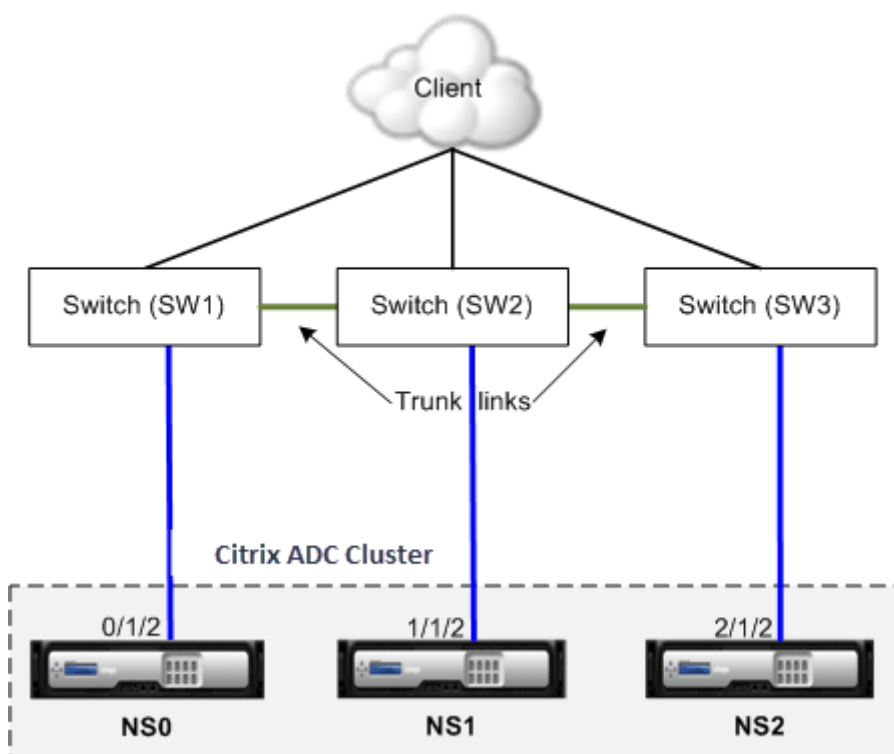 Client
Switch (SW1)
Switch (SW2)
Switch (SW3)
Trunk links
Citrix ADC Cluster
0/1/2
1/1/2
2/1/2
NS0
NS1
NS2